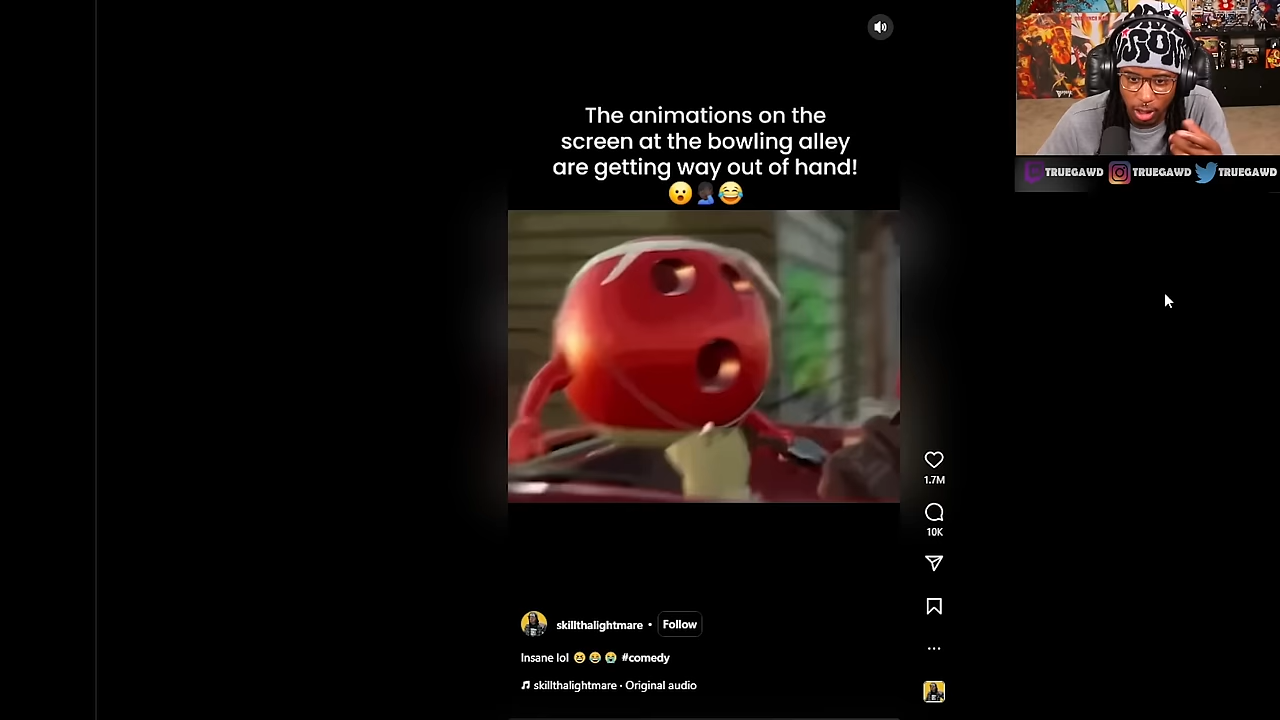 The animations on the
screen at the bowling alley
are getting way out of hand!
😮🤦🏿‍♂️😂
TRUEGAWD TRUEGAWD TRUEGAWD
1.7M
10K
skillthalightmare • Follow
Insane lol 😆😂😭 #comedy
skillthalightmare · Original audio